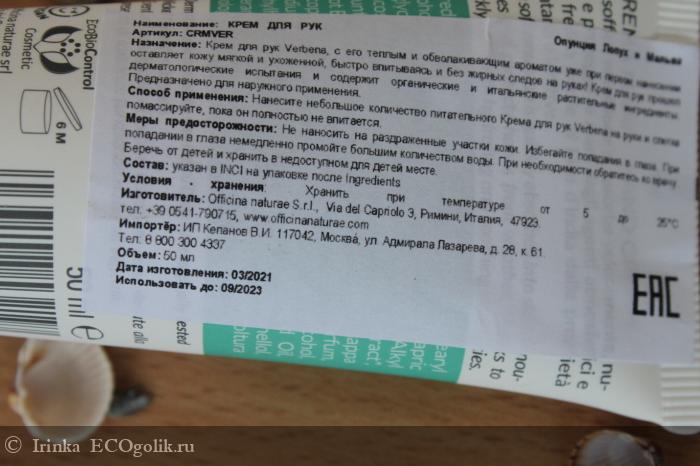 Наименование: КРЕМ ДЛЯ РУК
Опунция Лопух и Мальва
Артикул: CRMVER
Назначение: Крем для рук Verbena, с его теплым и обволакивающим ароматом уже при первом нанесении
оставляет кожу мягкой и ухоженной, быстро впитываясь и без жирных следов на руках! Крем для рук прошел
дерматологические испытания и содержит органические и итальянские растительные ингредиенты.
Предназначено для наружного применения.
Способ применения: Нанесите небольшое количество питательного Крема для рук Verbena на руки и слегка
помассируйте, пока он полностью не впитается.
Меры предосторожности: Не наносить на раздраженные участки кожи. Избегайте попадания в глаза. При
попадании в глаза немедленно промойте большим количеством воды. При необходимости обратитесь ко врачу.
Беречь от детей и хранить в недоступном для детей месте.
Состав: указан в INCI на упаковке после Ingredients
Условия хранения: Хранить при температуре от 5 до 25°C
Изготовитель: Officina naturae S.r.l., Via del Capriolo 3, Римини, Италия, 47923.
тел. +39 0541-790715, www.officinanaturae.com
Импортёр: ИП Кепанов В.И. 117042, Москва, ул. Адмирала Лазарева, д. 28, к. 61.
Тел. 8 800 300 4337
Объем: 50 мл
Дата изготовления: 03/2021
Использовать до: 09/2023
EAC
EcoBioControl
Cosmetic
naturae srl
6 M
50 ml e
© Irinka ECOgolik.ru